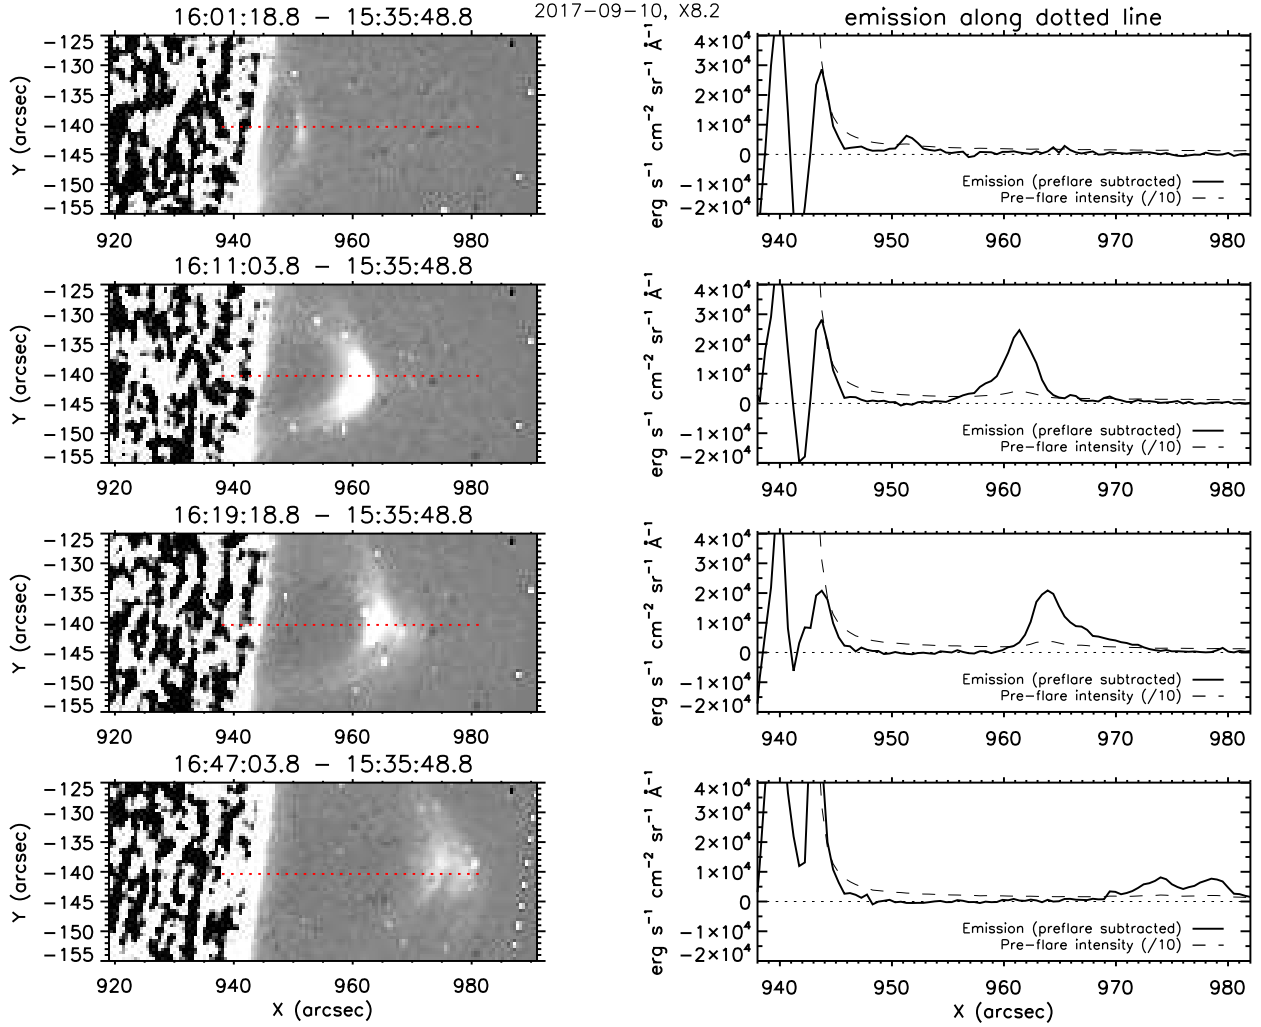 2017-09-10, X8.2
16:01:18.8 - 15:35:48.8
emission along dotted line
Y (arcsec)
-125
-130
-135
-140
-145
-150
-155
920 940 960 980
erg s⁻¹ cm⁻² sr⁻¹ Å⁻¹
4×10⁴
3×10⁴
2×10⁴
1×10⁴
0
-1×10⁴
-2×10⁴
Emission (preflare subtracted)
Pre-flare intensity (/10)
940 950 960 970 980
16:11:03.8 - 15:35:48.8
Y (arcsec)
-125
-130
-135
-140
-145
-150
-155
920 940 960 980
erg s⁻¹ cm⁻² sr⁻¹ Å⁻¹
4×10⁴
3×10⁴
2×10⁴
1×10⁴
0
-1×10⁴
-2×10⁴
Emission (preflare subtracted)
Pre-flare intensity (/10)
940 950 960 970 980
16:19:18.8 - 15:35:48.8
Y (arcsec)
-125
-130
-135
-140
-145
-150
-155
920 940 960 980
erg s⁻¹ cm⁻² sr⁻¹ Å⁻¹
4×10⁴
3×10⁴
2×10⁴
1×10⁴
0
-1×10⁴
-2×10⁴
Emission (preflare subtracted)
Pre-flare intensity (/10)
940 950 960 970 980
16:47:03.8 - 15:35:48.8
Y (arcsec)
-125
-130
-135
-140
-145
-150
-155
920 940 960 980
X (arcsec)
erg s⁻¹ cm⁻² sr⁻¹ Å⁻¹
4×10⁴
3×10⁴
2×10⁴
1×10⁴
0
-1×10⁴
-2×10⁴
Emission (preflare subtracted)
Pre-flare intensity (/10)
940 950 960 970 980
X (arcsec)